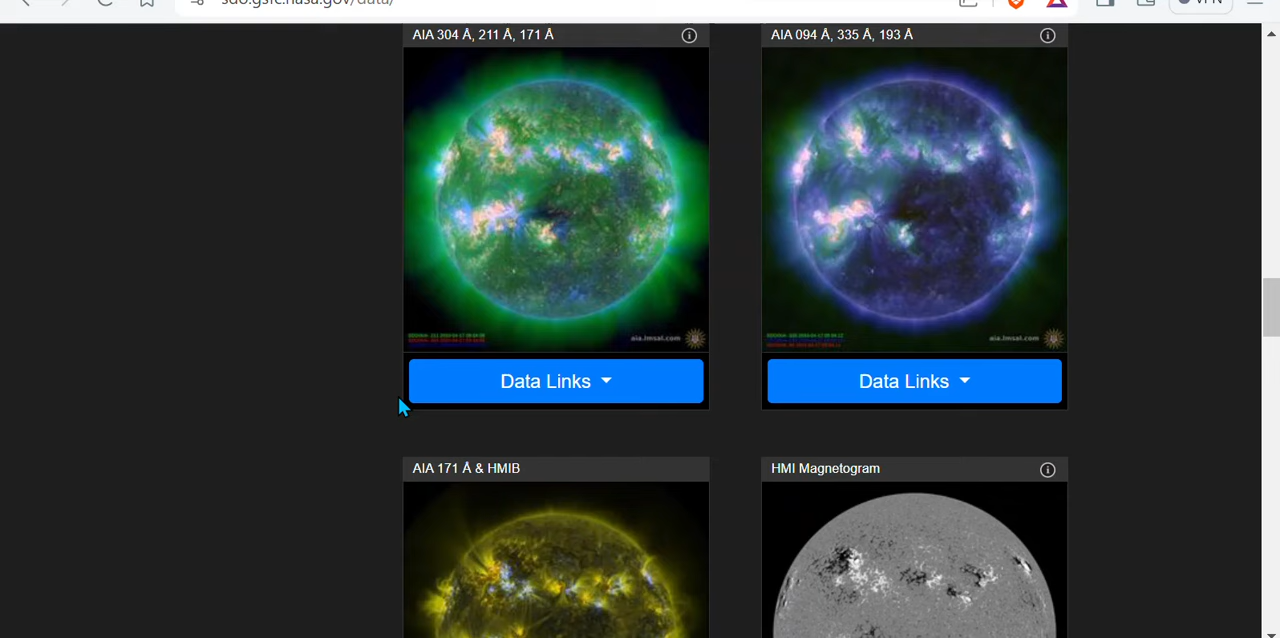 sdo.gsfc.nasa.gov/data/
VPN
AIA 304 Å, 211 Å, 171 Å
AIA 094 Å, 335 Å, 193 Å
aia.lmsal.com
aia.lmsal.com
Data Links
Data Links
AIA 171 Å & HMIB
HMI Magnetogram